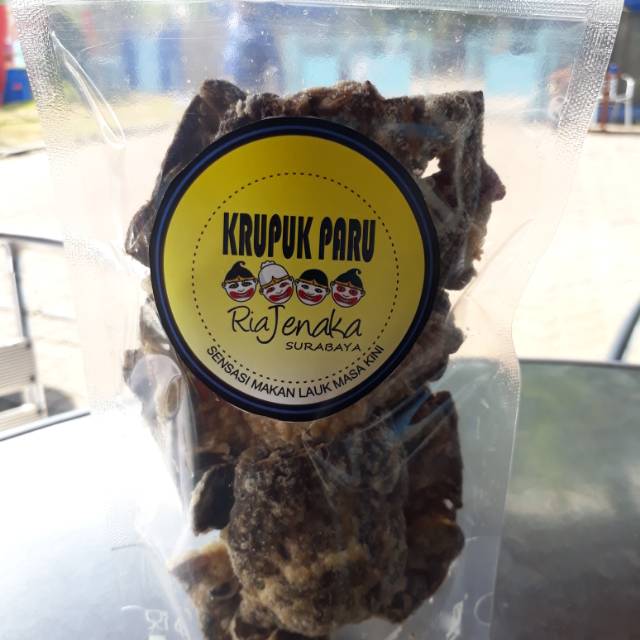 KRUPUK PARU
RiaJenaka
SURABAYA
SENSASI MAKAN LAUK MASA KINI